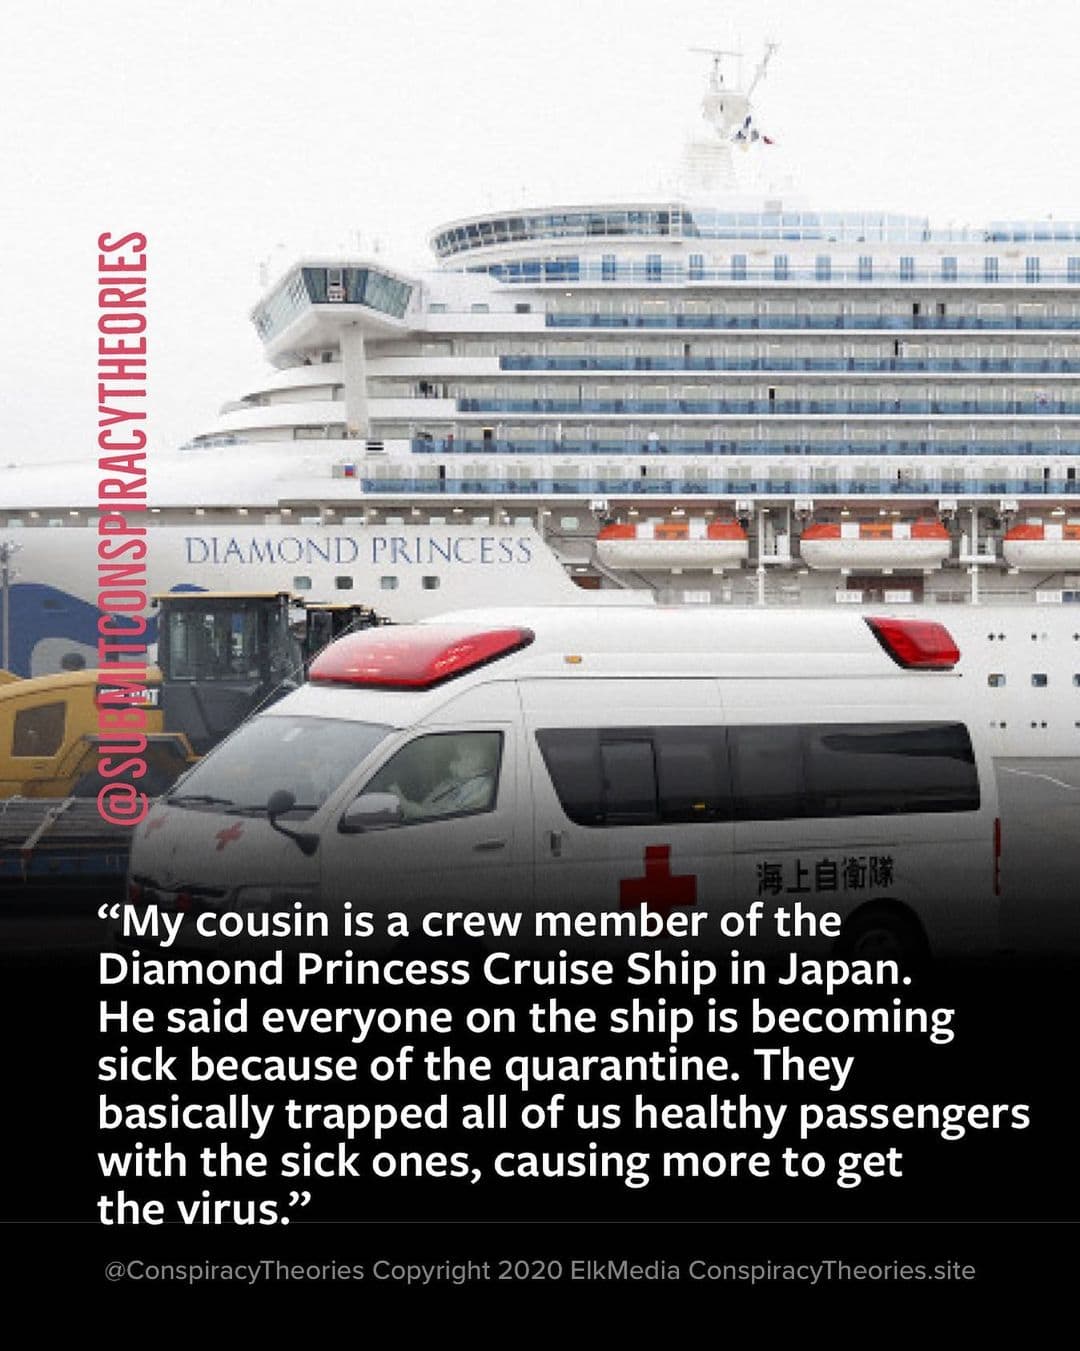 @SUBMITCONSPIRACYTHEORIES
DIAMOND PRINCESS
海上自衛隊
“My cousin is a crew member of the
Diamond Princess Cruise Ship in Japan.
He said everyone on the ship is becoming
sick because of the quarantine. They
basically trapped all of us healthy passengers
with the sick ones, causing more to get
the virus.”
@ConspiracyTheories Copyright 2020 ElkMedia ConspiracyTheories.site